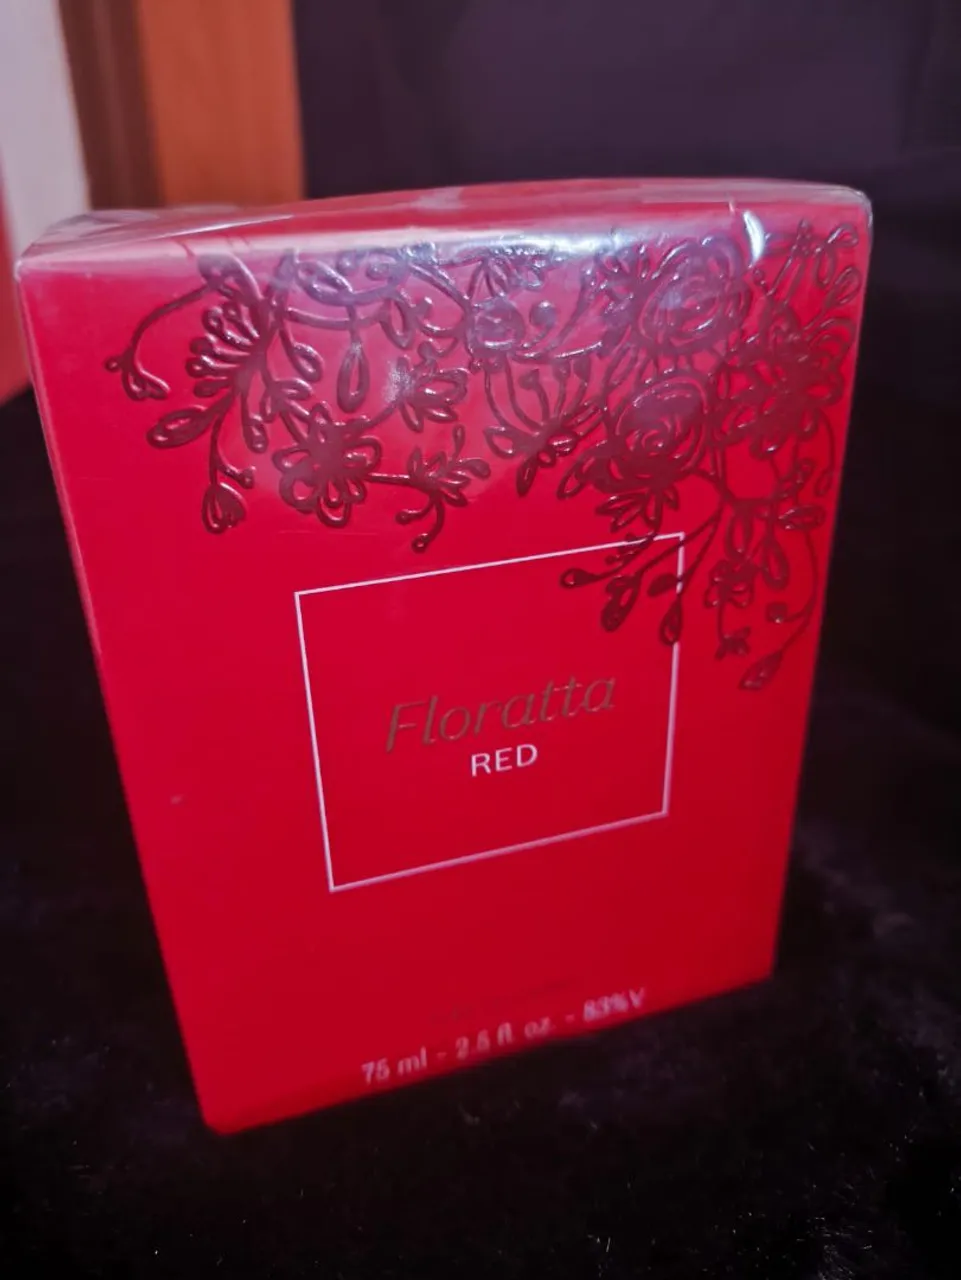 Floratta
RED
75 ml - 2.5 fl oz. - 83%V